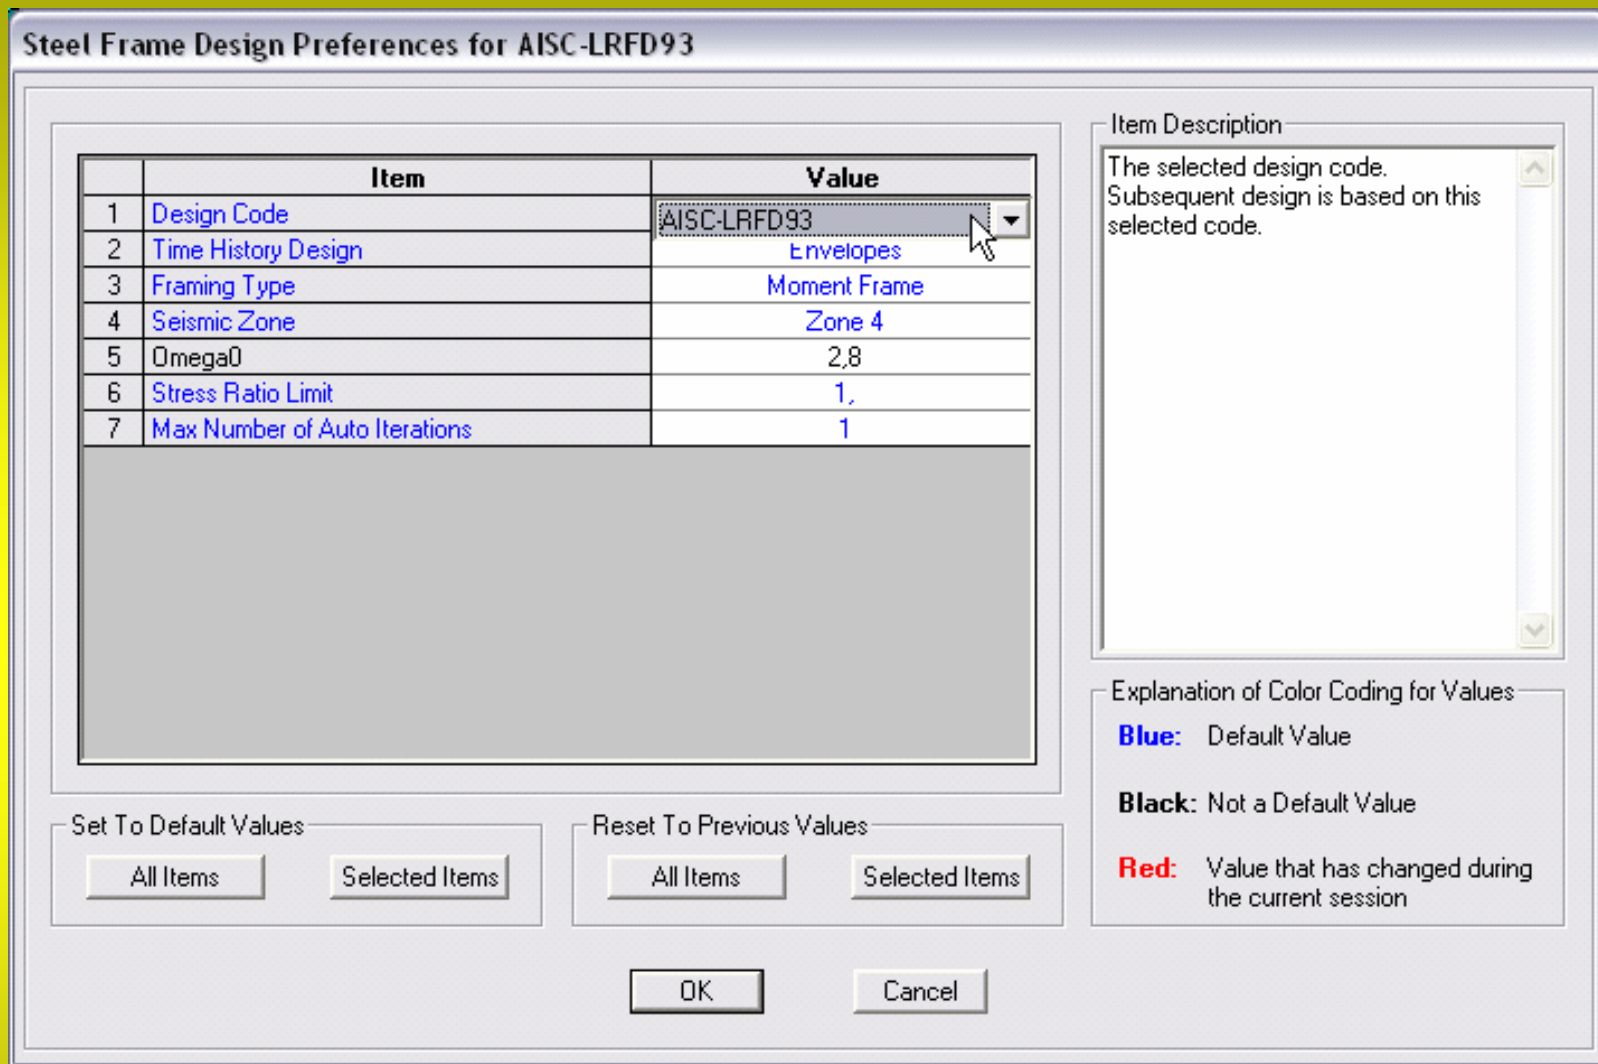 Steel Frame Design Preferences for AISC-LRFD93
Item Value
1 Design Code AISC-LRFD93
2 Time History Design Envelopes
3 Framing Type Moment Frame
4 Seismic Zone Zone 4
5 Omega0 2,8
6 Stress Ratio Limit 1,
7 Max Number of Auto Iterations 1
Item Description
The selected design code.
Subsequent design is based on this
selected code.
Explanation of Color Coding for Values
Blue: Default Value
Black: Not a Default Value
Red: Value that has changed during
the current session
Set To Default Values
All Items Selected Items
Reset To Previous Values
All Items Selected Items
OK Cancel